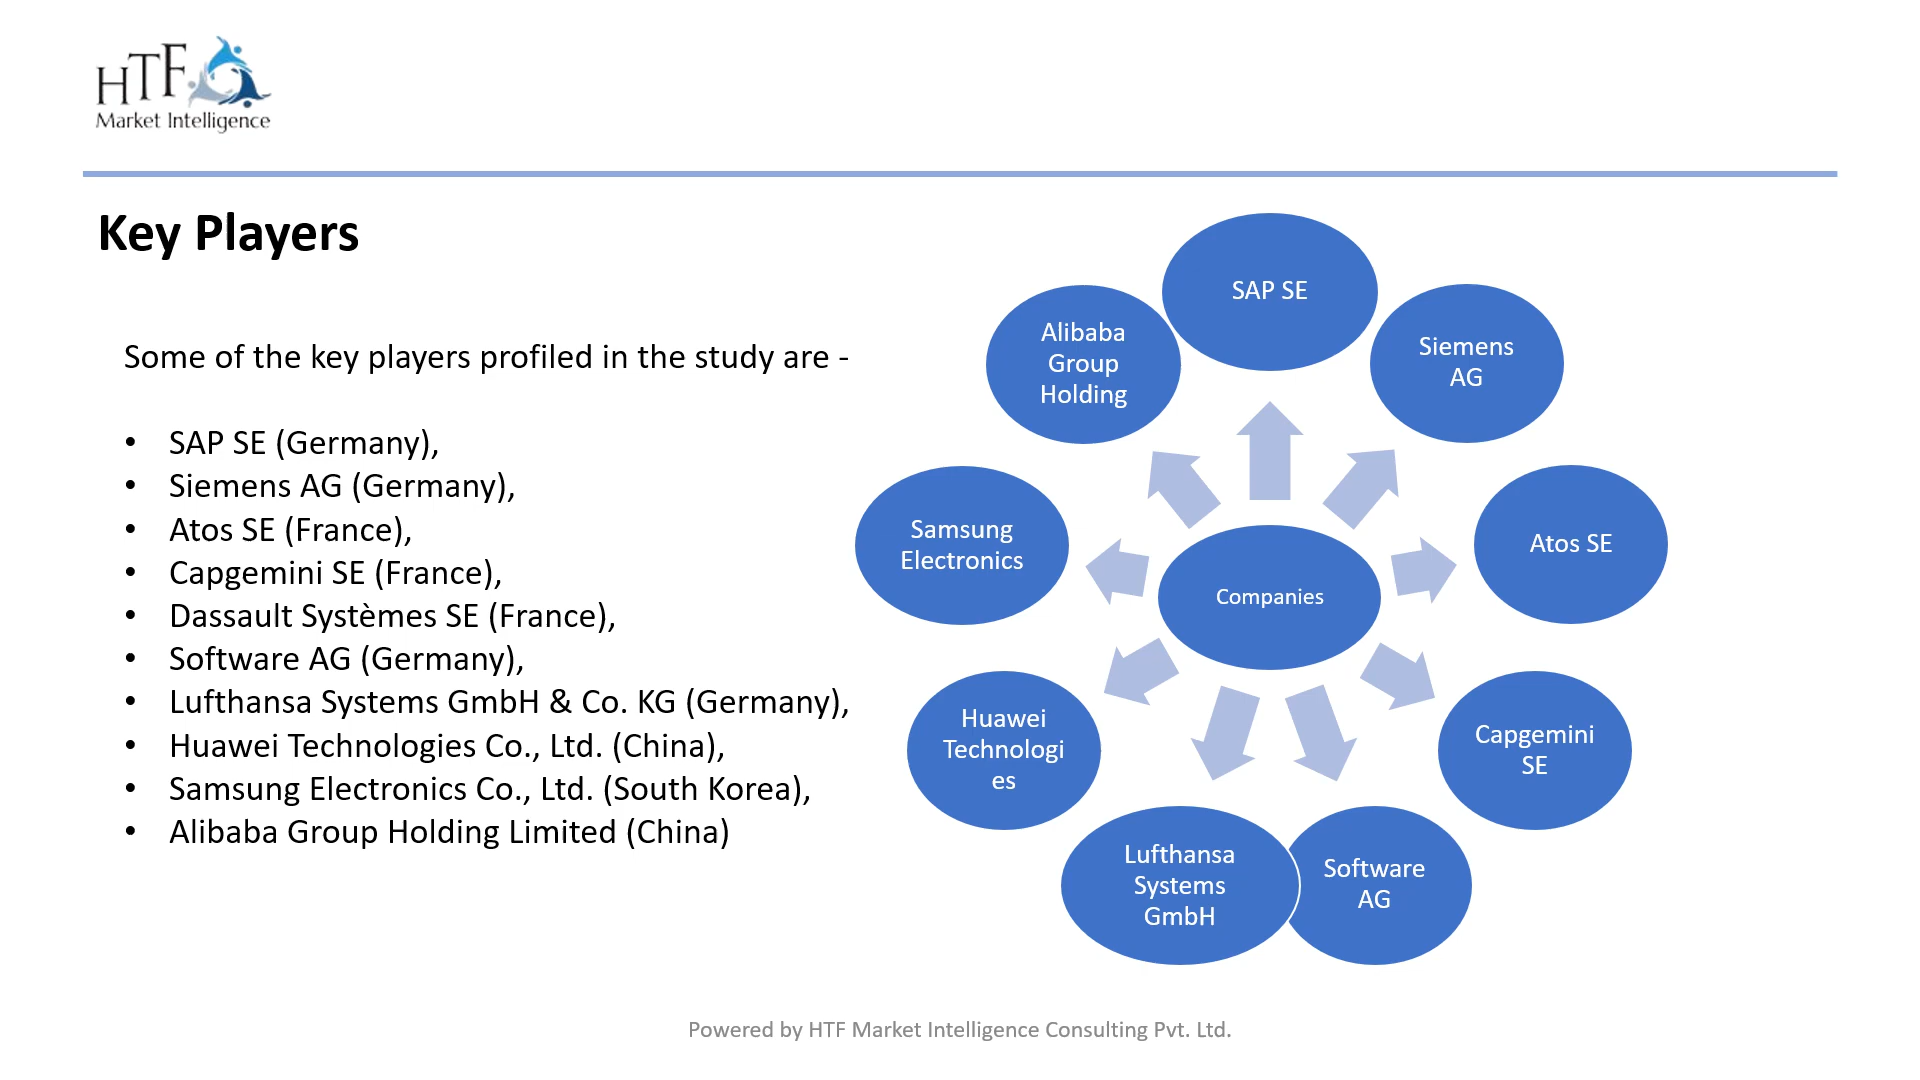 HTF
Market Intelligence
Key Players
Some of the key players profiled in the study are -
• SAP SE (Germany),
• Siemens AG (Germany),
• Atos SE (France),
• Capgemini SE (France),
• Dassault Systèmes SE (France),
• Software AG (Germany),
• Lufthansa Systems GmbH & Co. KG (Germany),
• Huawei Technologies Co., Ltd. (China),
• Samsung Electronics Co., Ltd. (South Korea),
• Alibaba Group Holding Limited (China)
SAP SE
Siemens
AG
Atos SE
Capgemini
SE
Software
AG
Lufthansa
Systems
GmbH
Huawei
Technologi
es
Samsung
Electronics
Alibaba
Group
Holding
Companies
Powered by HTF Market Intelligence Consulting Pvt. Ltd.